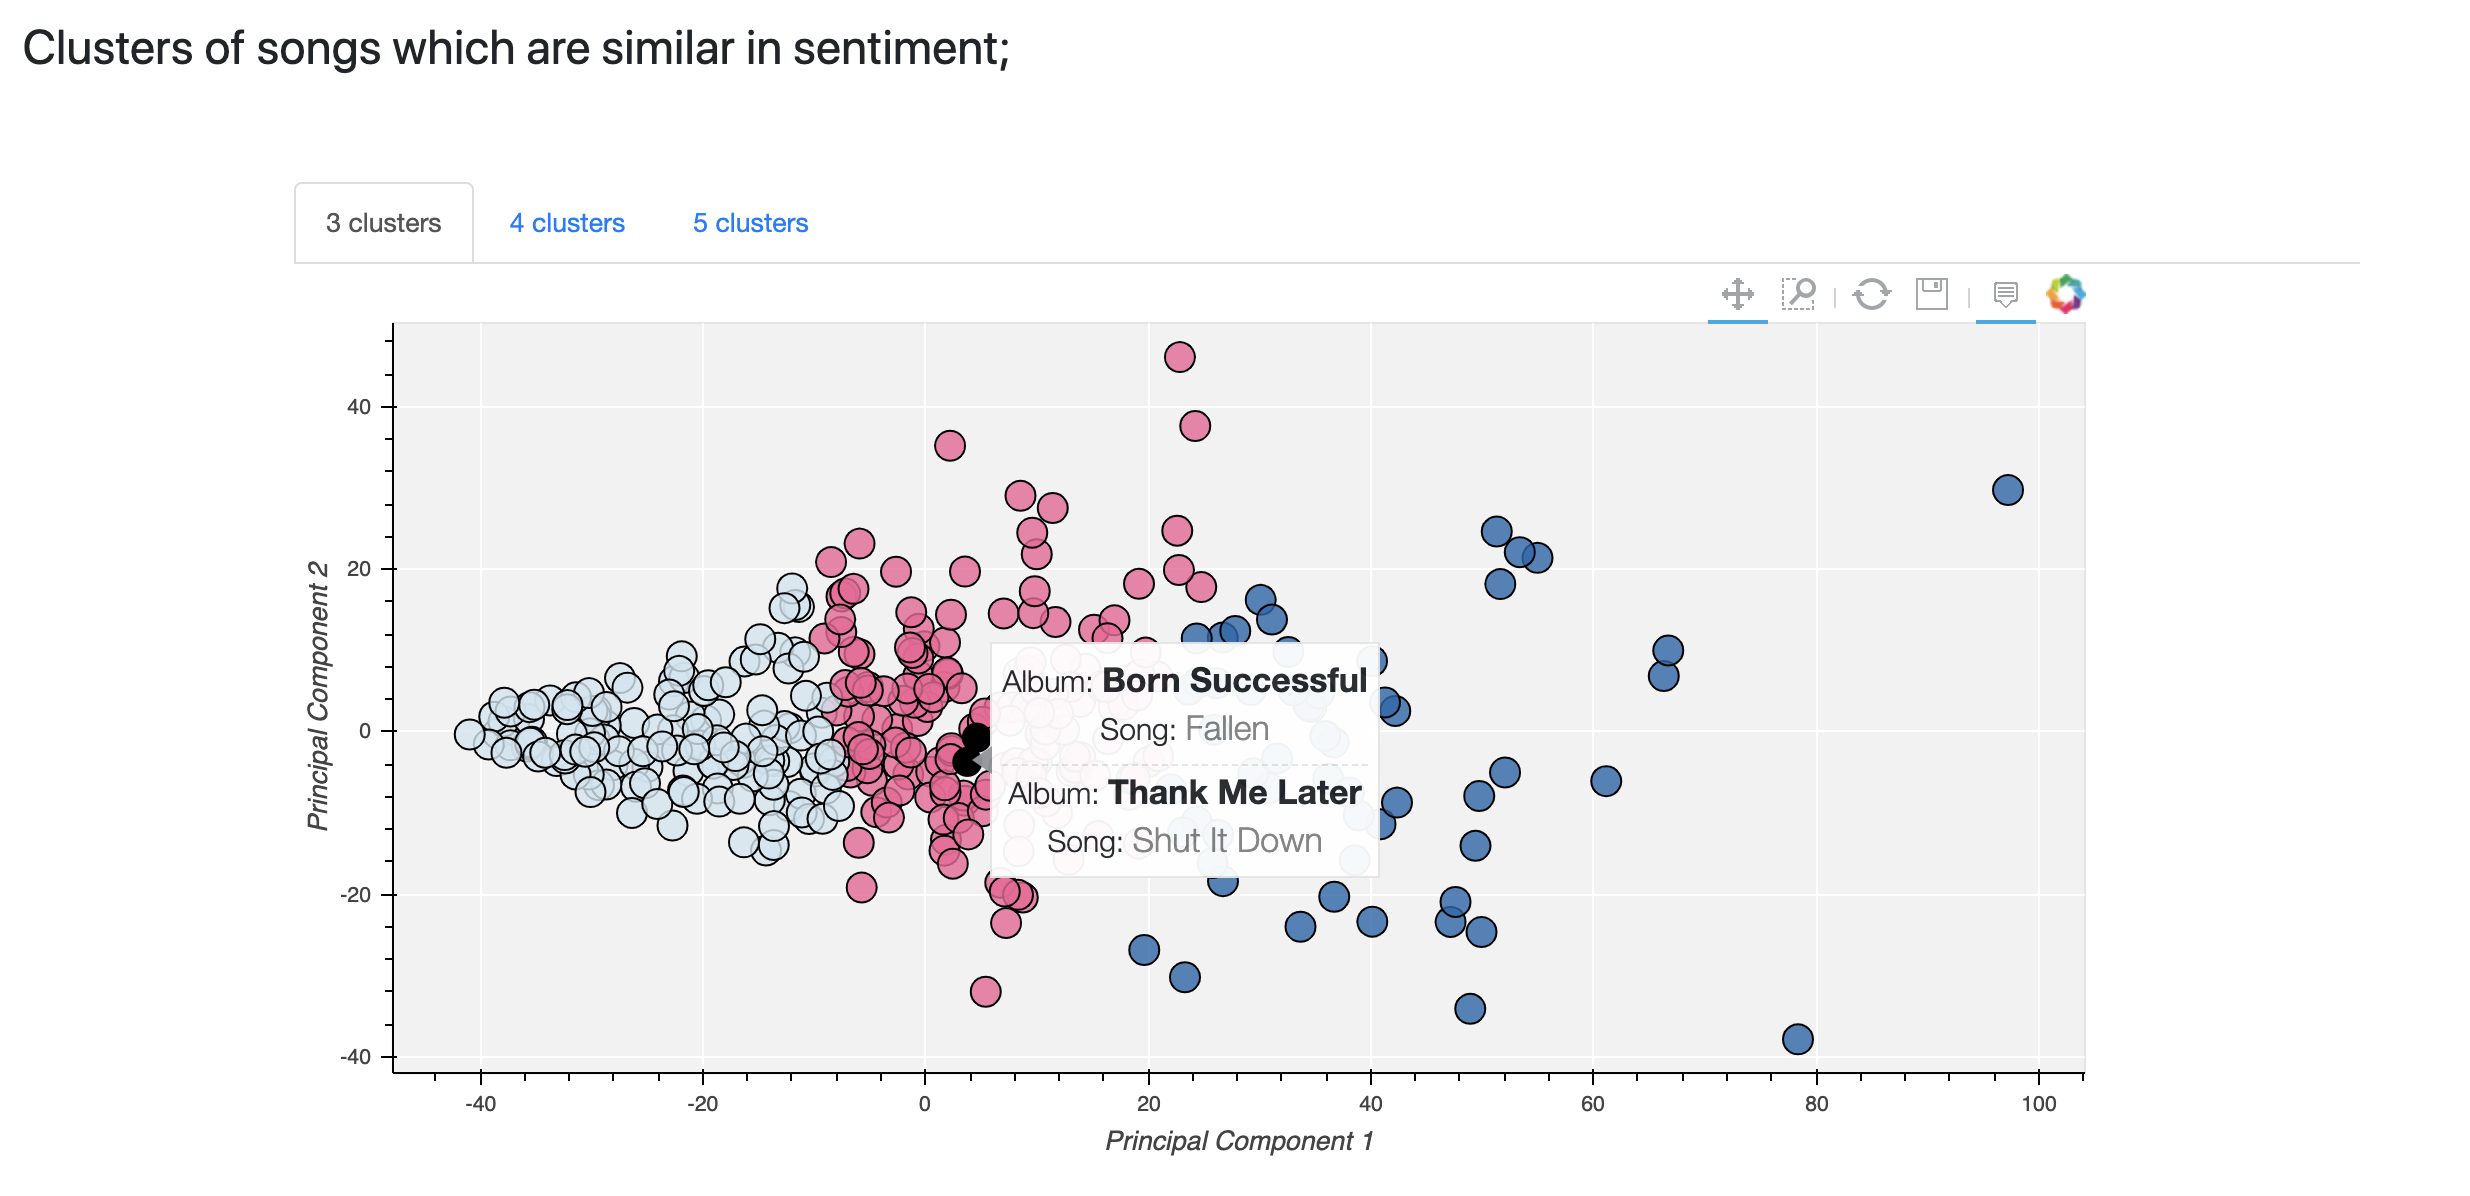 Clusters of songs which are similar in sentiment;
3 clusters
4 clusters
5 clusters
Principal Component 2
40
20
0
-20
-40
Album: Born Successful
Song: Fallen
Album: Thank Me Later
Song: Shut It Down
-40
-20
0
20
40
60
80
100
Principal Component 1